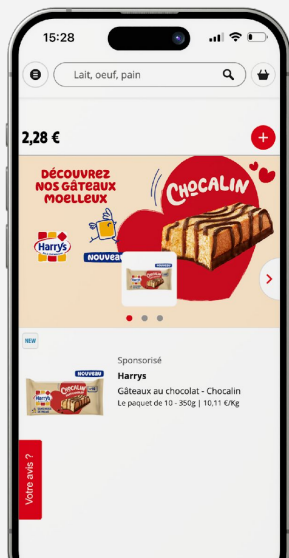 15:28
Lait, oeuf, pain
2,28 €
DÉCOUVREZ
NOS GÂTEAUX
MOELLEUX
CHOCALIN
Harrys
NOUVEAU
NEW
Sponsorisé
NOUVEAU
Harrys
Harrys
CHOCALIN
Gâteaux au chocolat - Chocalin
Le paquet de 10 - 350g | 10,11 €/Kg
Votre avis ?